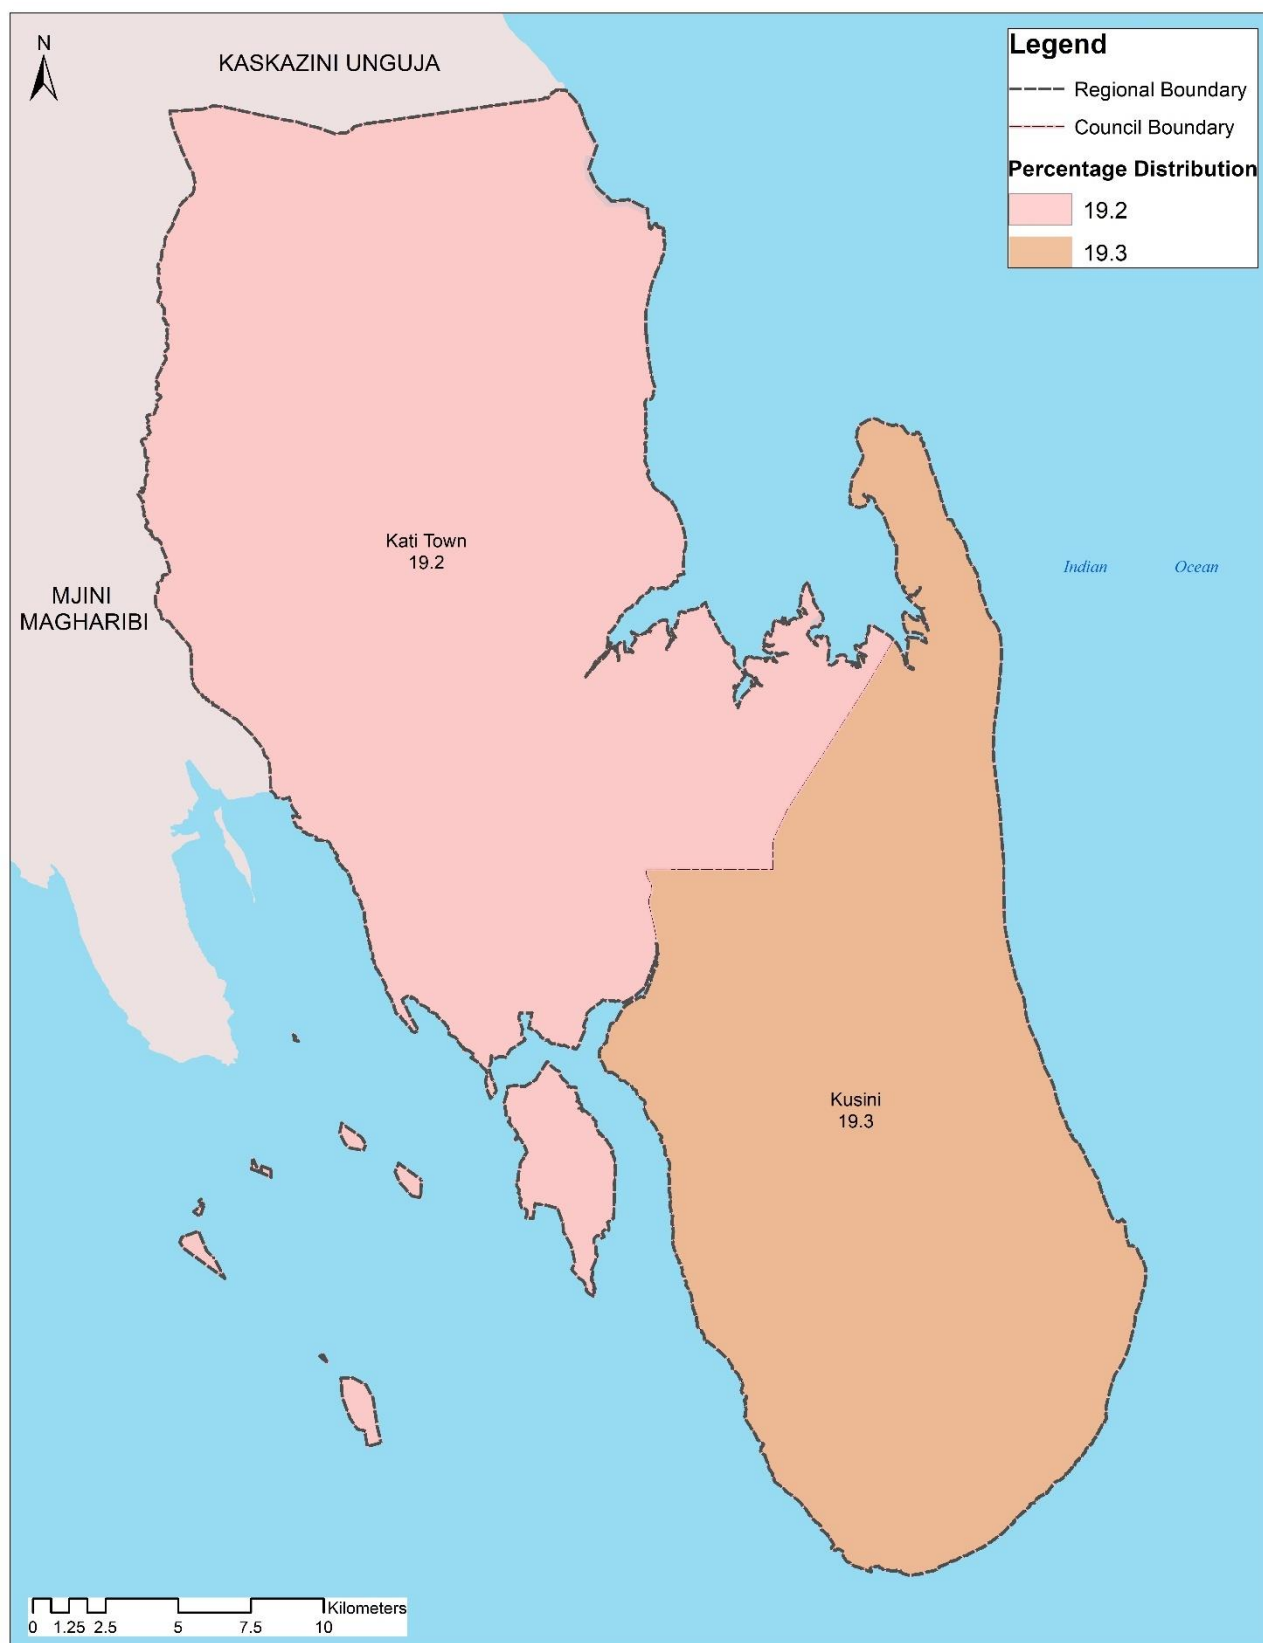 N
KASKAZINI UNGUJA
Legend
Regional Boundary
Council Boundary
Percentage Distribution
19.2
19.3
Kati Town
19.2
Indian Ocean
MJINI
MAGHARIBI
Kusini
19.3
Kilometers
0 1.25 2.5 5 7.5 10